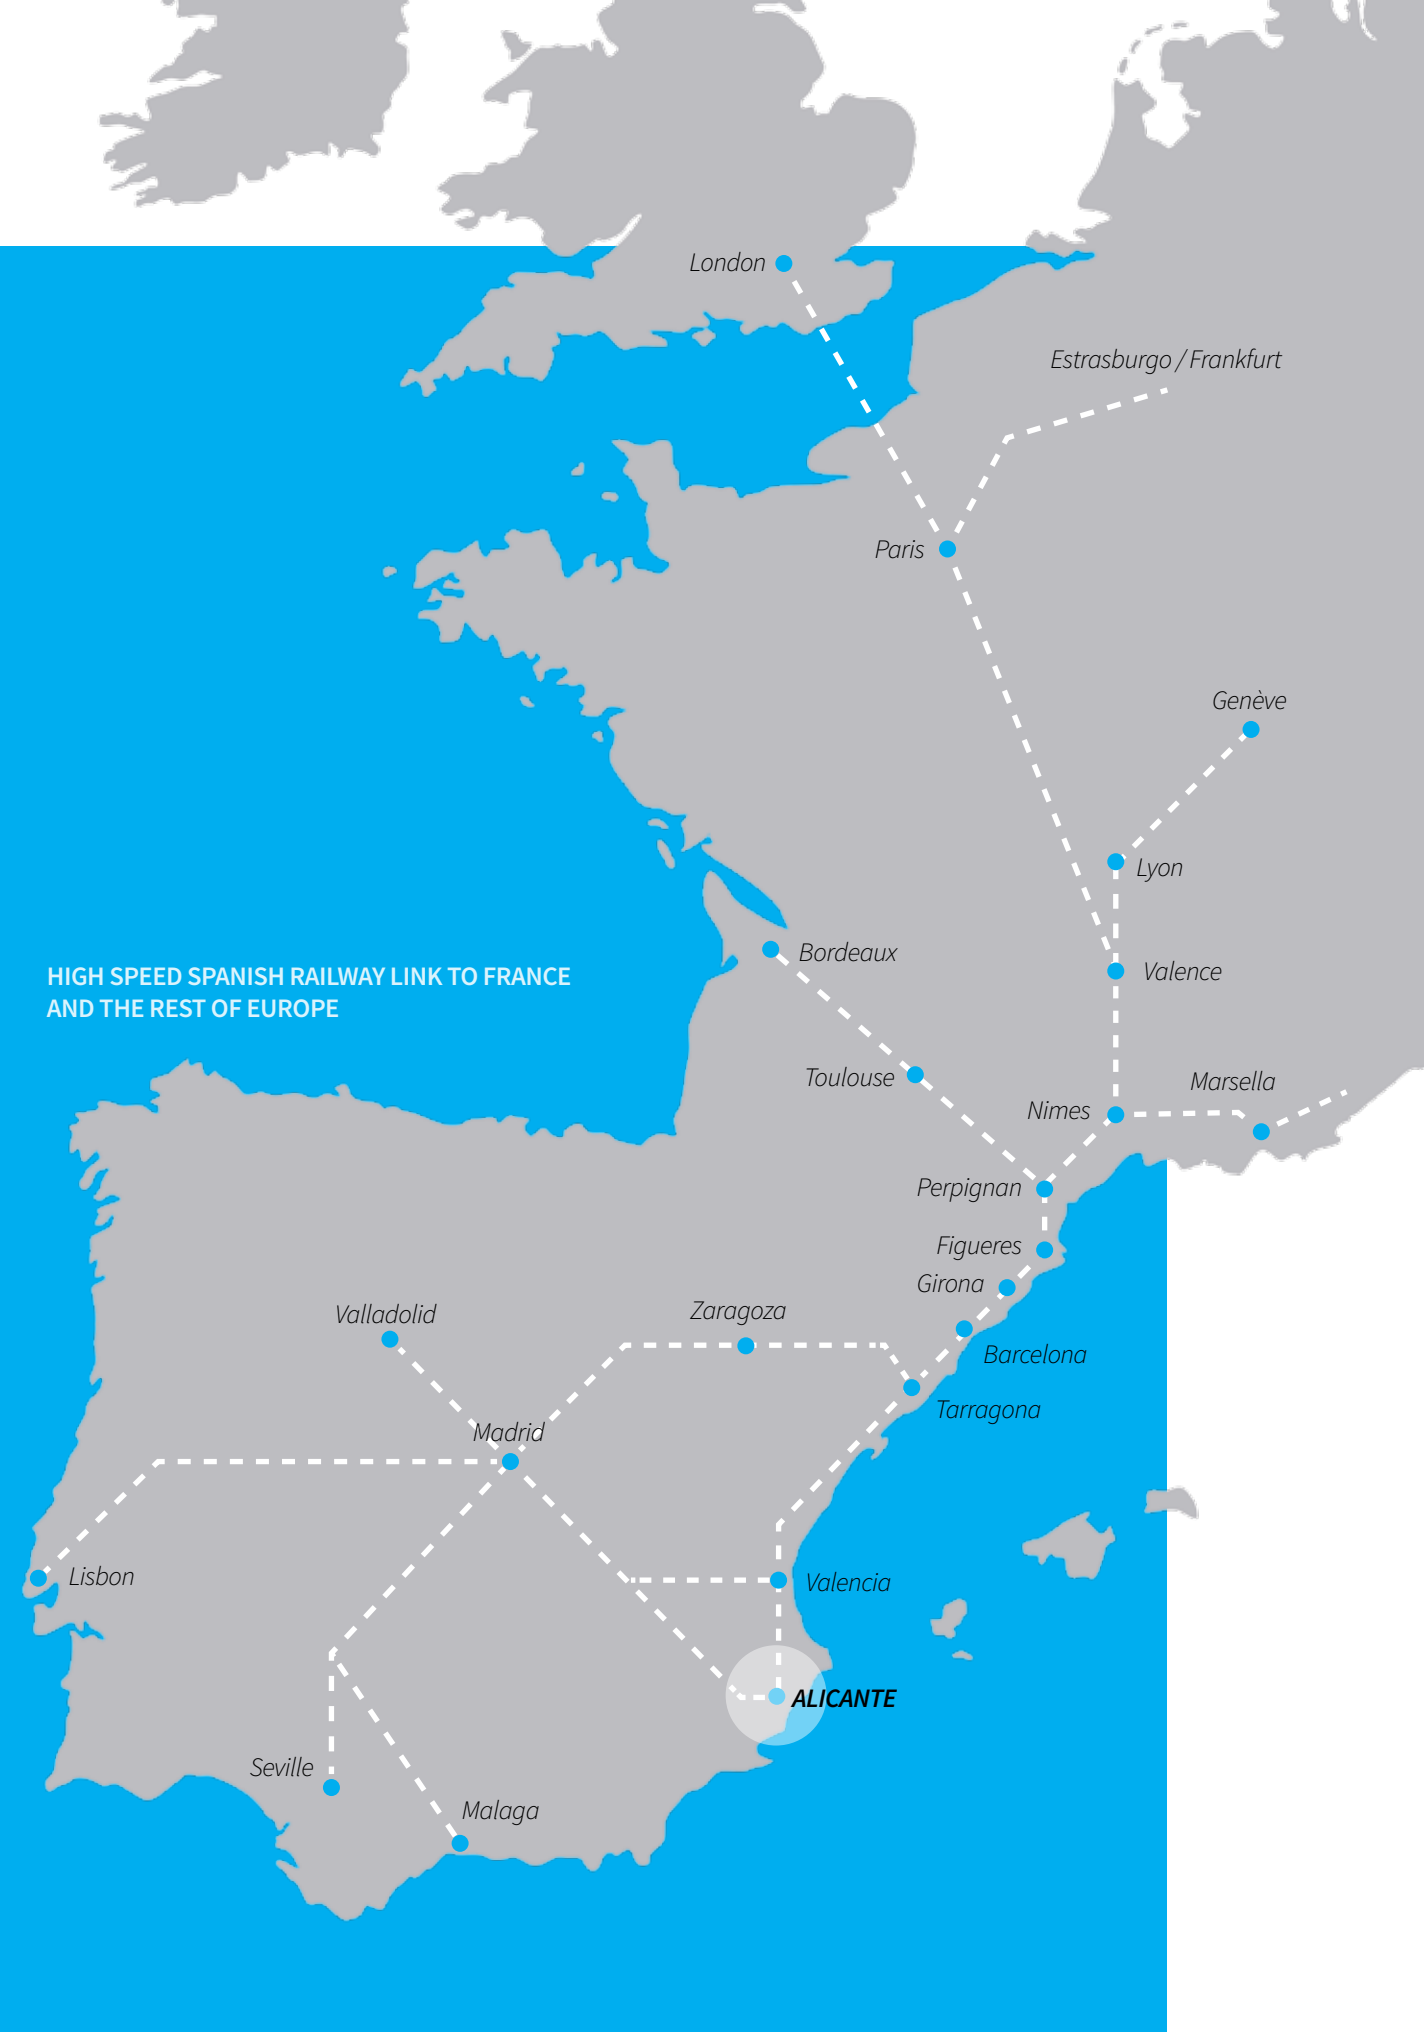 London
Estrasburgo / Frankfurt
Paris
Genève
Lyon
Bordeaux
Valence
HIGH SPEED SPANISH RAILWAY LINK TO FRANCE
AND THE REST OF EUROPE
Toulouse
Marsella
Nimes
Perpignan
Figueres
Girona
Valladolid
Zaragoza
Barcelona
Tarragona
Madrid
Lisbon
Valencia
ALICANTE
Seville
Malaga